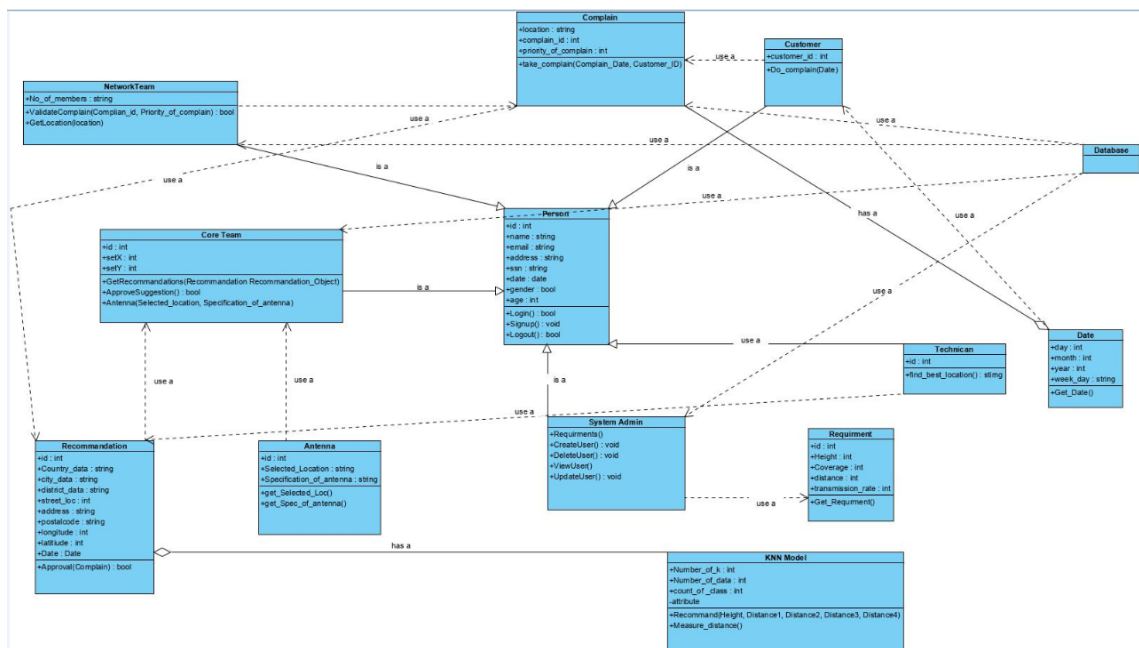 Complain
+location : string
+complain_id : int
+priority_of_complain : int
+take_complain(Complain_Date, Customer_ID)
Customer
+customer_id : int
+Do_complain(Date)
use a
NetworkTeam
+No_of_members : string
+ValidateComplain(Complian_id, Priority_of_complain) : bool
+GetLocation(location)
use a
use a
Database
is a
is a
use a
use a
has a
use a
Person
+id : int
+name : string
+email : string
+address : string
+ssn : string
+date : date
+gender : bool
+age : int
+Login() : bool
+Signup() : void
+Logout() : bool
Core Team
+id : int
+setX : int
+setY : int
+GetRecommandations(Recommandation Recommandation_Object)
+ApproveSuggestion() : bool
+Antenna(Selected_location, Specification_of_antenna)
is a
use a
Date
+day : int
+month : int
+year : int
+week_day : string
+Get_Date()
use a
Technican
+id : int
+find_best_location() : stirng
use a
use a
is a
use a
System Admin
+Requirments()
+CreateUser() : void
+DeleteUser() : void
+ViewUser()
+UpdateUser() : void
Requirment
+id : int
+Height : int
+Coverage : int
+distance : int
+transmission_rate : int
+Get_Requrment()
use a
Recommandation
+id : int
+Country_data : string
+city_data : string
+district_data : string
+street_loc : int
+address : string
+postalcode : string
+longitude : int
+latitiude : int
+Date : Date
+Approval(Complain) : bool
Antenna
+id : int
+Selected_Location : string
+Specification_of_antenna : string
+get_Selected_Loc()
+get_Spec_of_antenna()
has a
KNN Model
+Number_of_k : int
+Number_of_data : int
+count_of _class : int
-attribute
+Recommand(Height, Distance1, Distance2, Distance3, Distance4)
+Measure_distance()